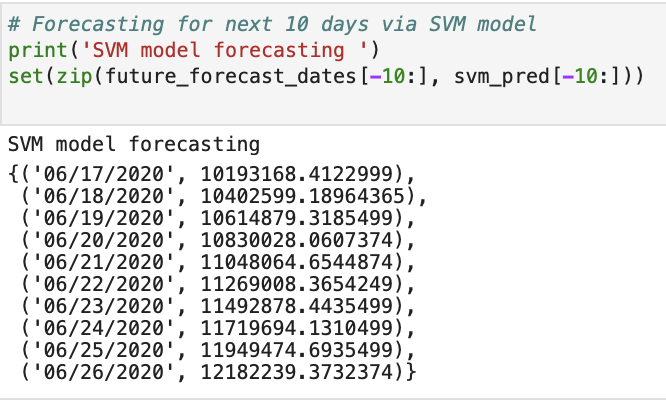 # Forecasting for next 10 days via SVM model
print('SVM model forecasting ')
set(zip(future_forecast_dates[-10:], svm_pred[-10:]))
SVM model forecasting
{('06/17/2020', 10193168.4122999),
('06/18/2020', 10402599.18964365),
('06/19/2020', 10614879.3185499),
('06/20/2020', 10830028.0607374),
('06/21/2020', 11048064.6544874),
('06/22/2020', 11269008.3654249),
('06/23/2020', 11492878.4435499),
('06/24/2020', 11719694.1310499),
('06/25/2020', 11949474.6935499),
('06/26/2020', 12182239.3732374)}